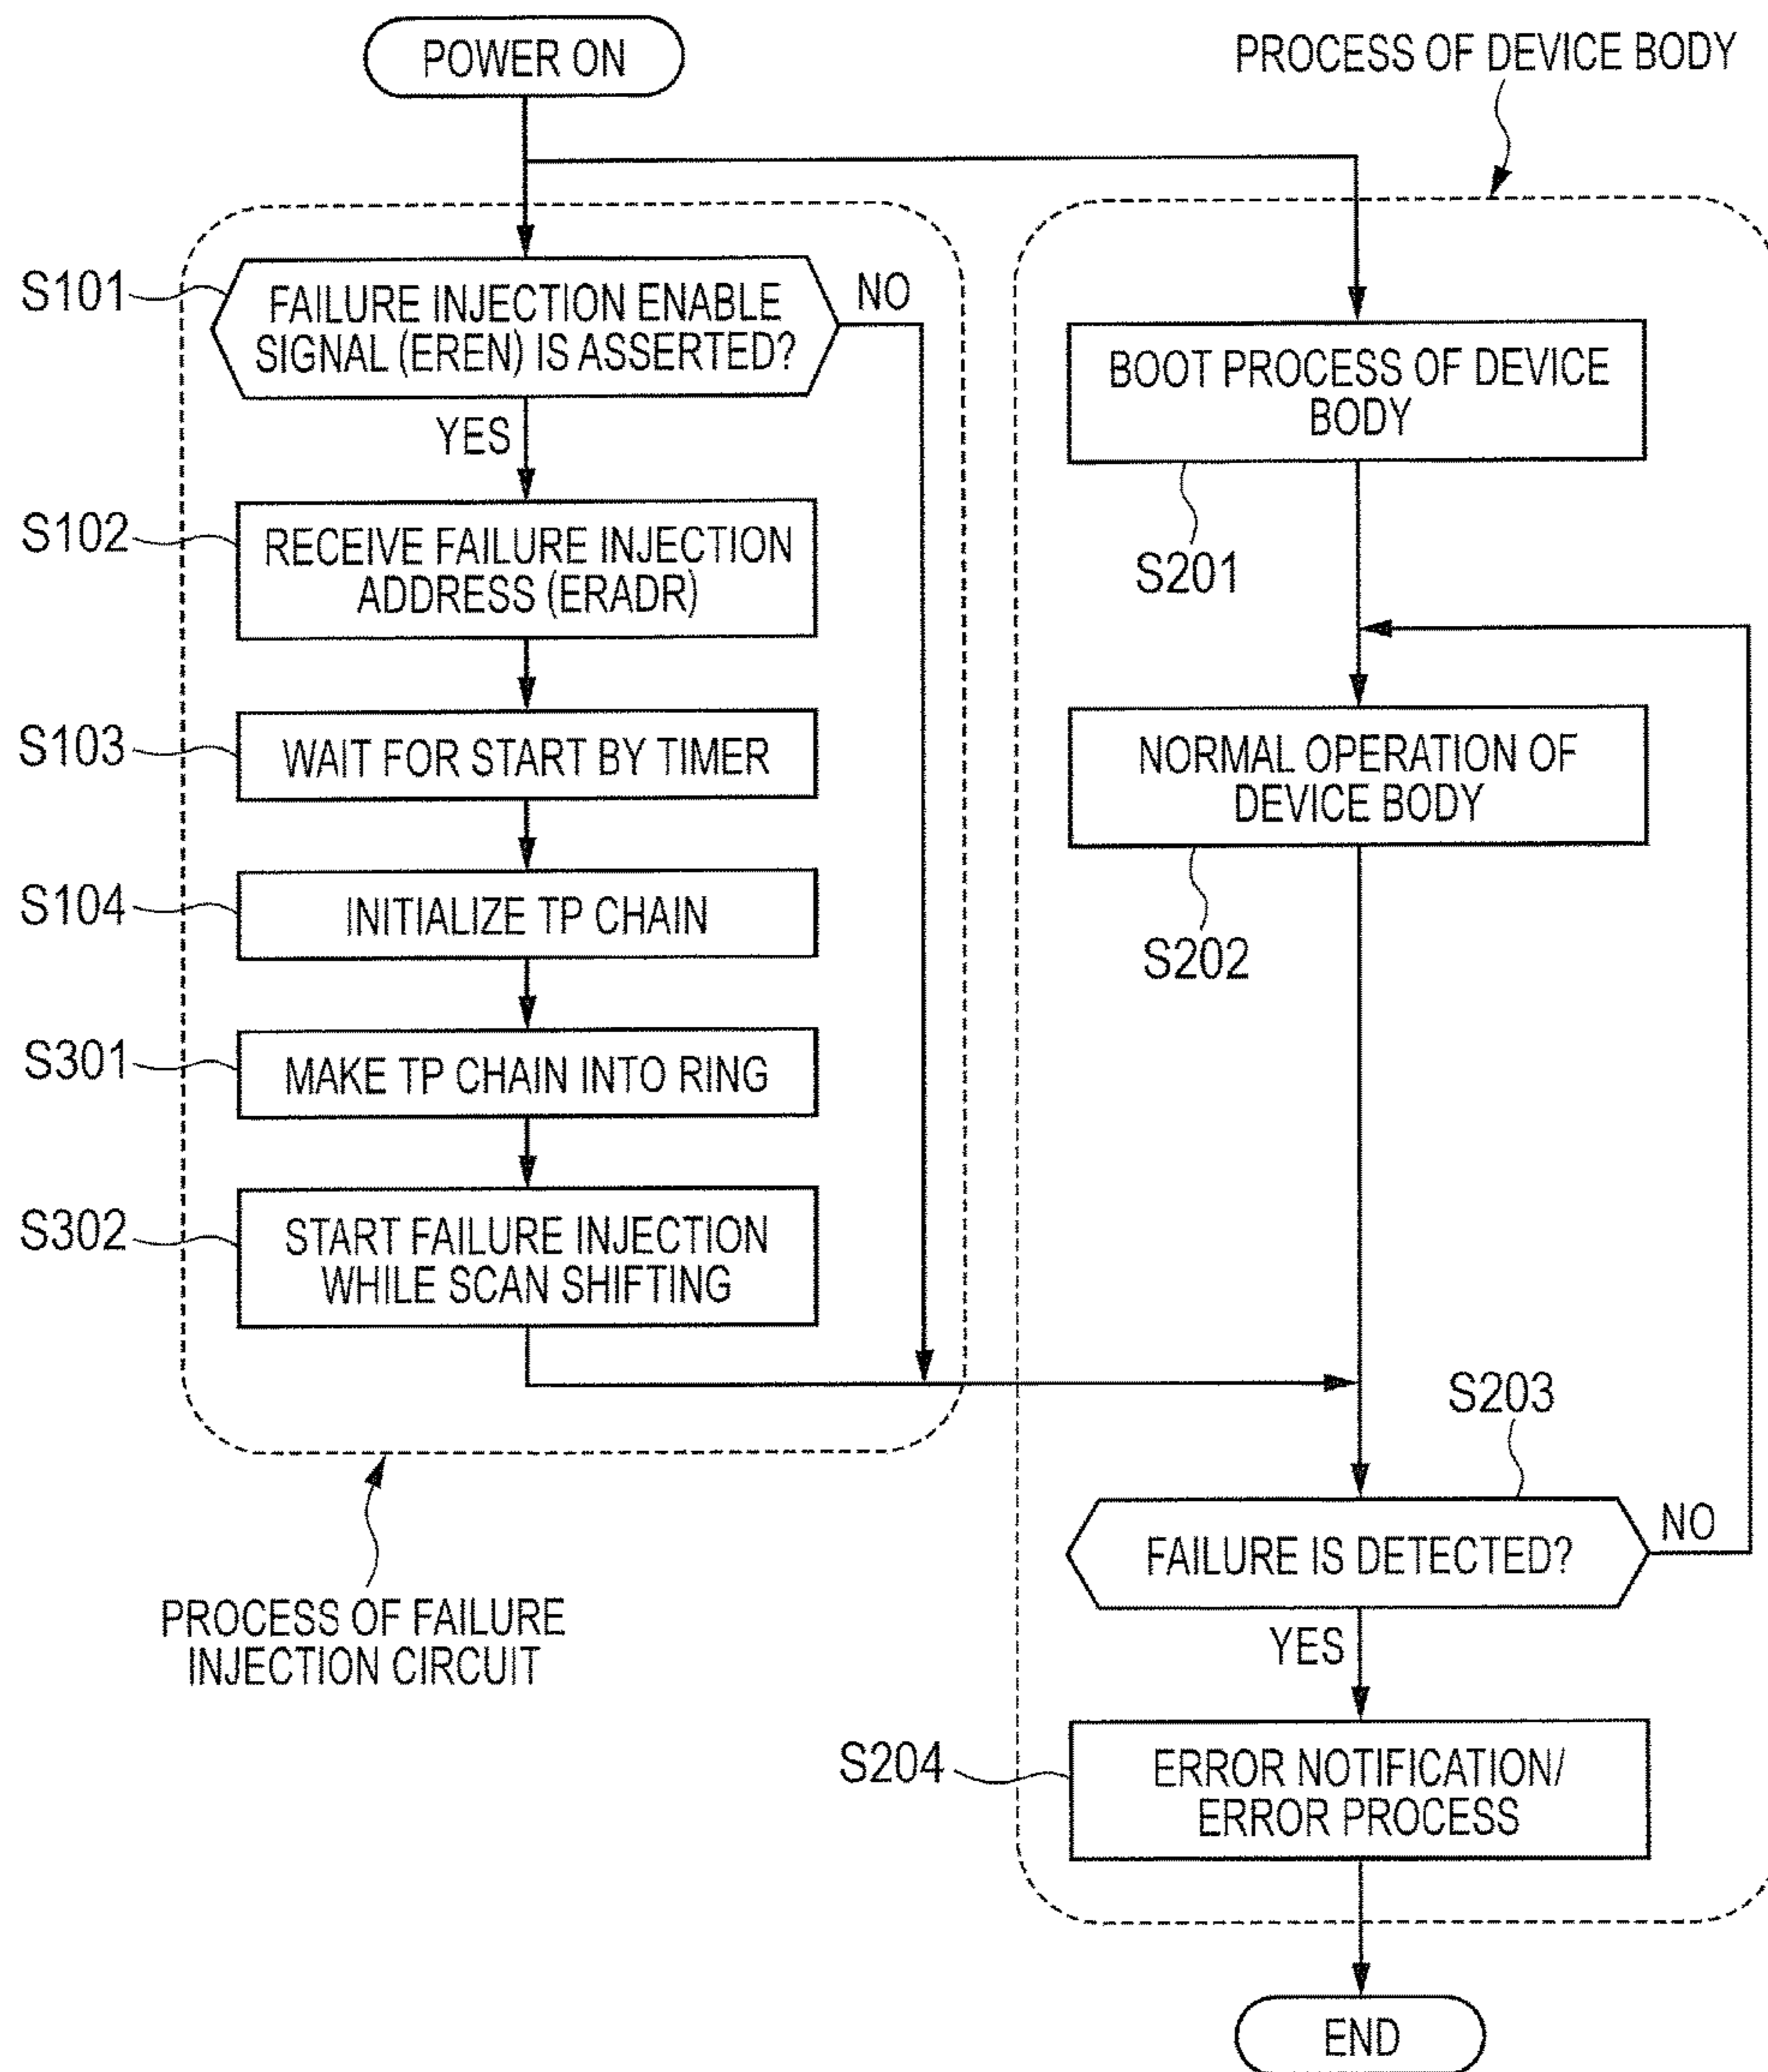 POWER ON
PROCESS OF DEVICE BODY
S101
FAILURE INJECTION ENABLE
SIGNAL (EREN) IS ASSERTED?
NO
YES
S102
RECEIVE FAILURE INJECTION
ADDRESS (ERADR)
S103
WAIT FOR START BY TIMER
S104
INITIALIZE TP CHAIN
S301
MAKE TP CHAIN INTO RING
S302
START FAILURE INJECTION
WHILE SCAN SHIFTING
PROCESS OF FAILURE
INJECTION CIRCUIT
BOOT PROCESS OF DEVICE
BODY
S201
NORMAL OPERATION OF
DEVICE BODY
S202
S203
FAILURE IS DETECTED?
NO
YES
S204
ERROR NOTIFICATION/
ERROR PROCESS
END